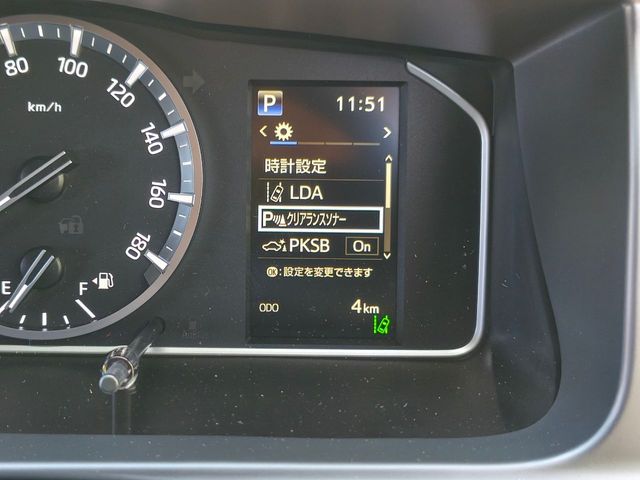 80
100
120
140
160
180
km/h
E
F
P 11:51
< >
時計設定
LDA
P クリアランスソナー
PKSB On
OK:設定を変更できます
ODO 4km